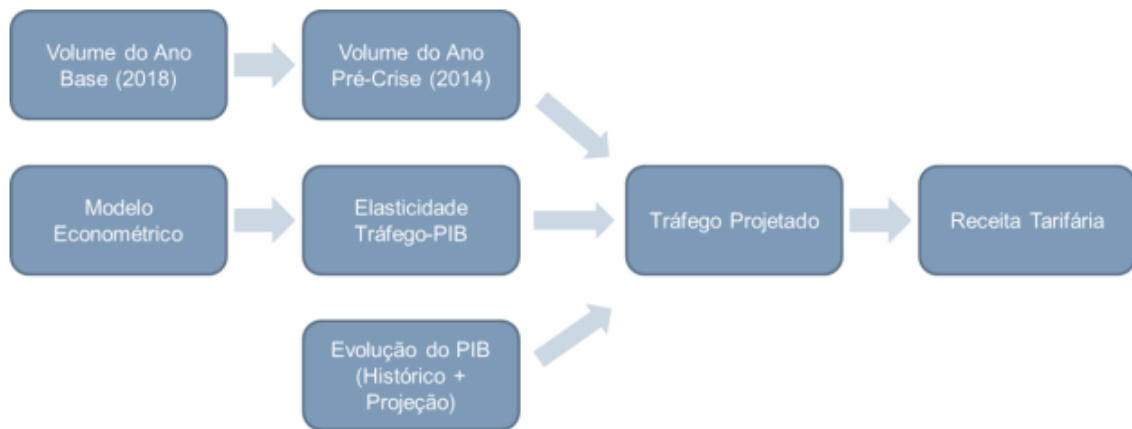 Volume do Ano
Base (2018)
Volume do Ano
Pré-Crise (2014)
Modelo
Econométrico
Elasticidade
Tráfego-PIB
Tráfego Projetado
Receita Tarifária
Evolução do PIB
(Histórico +
Projeção)